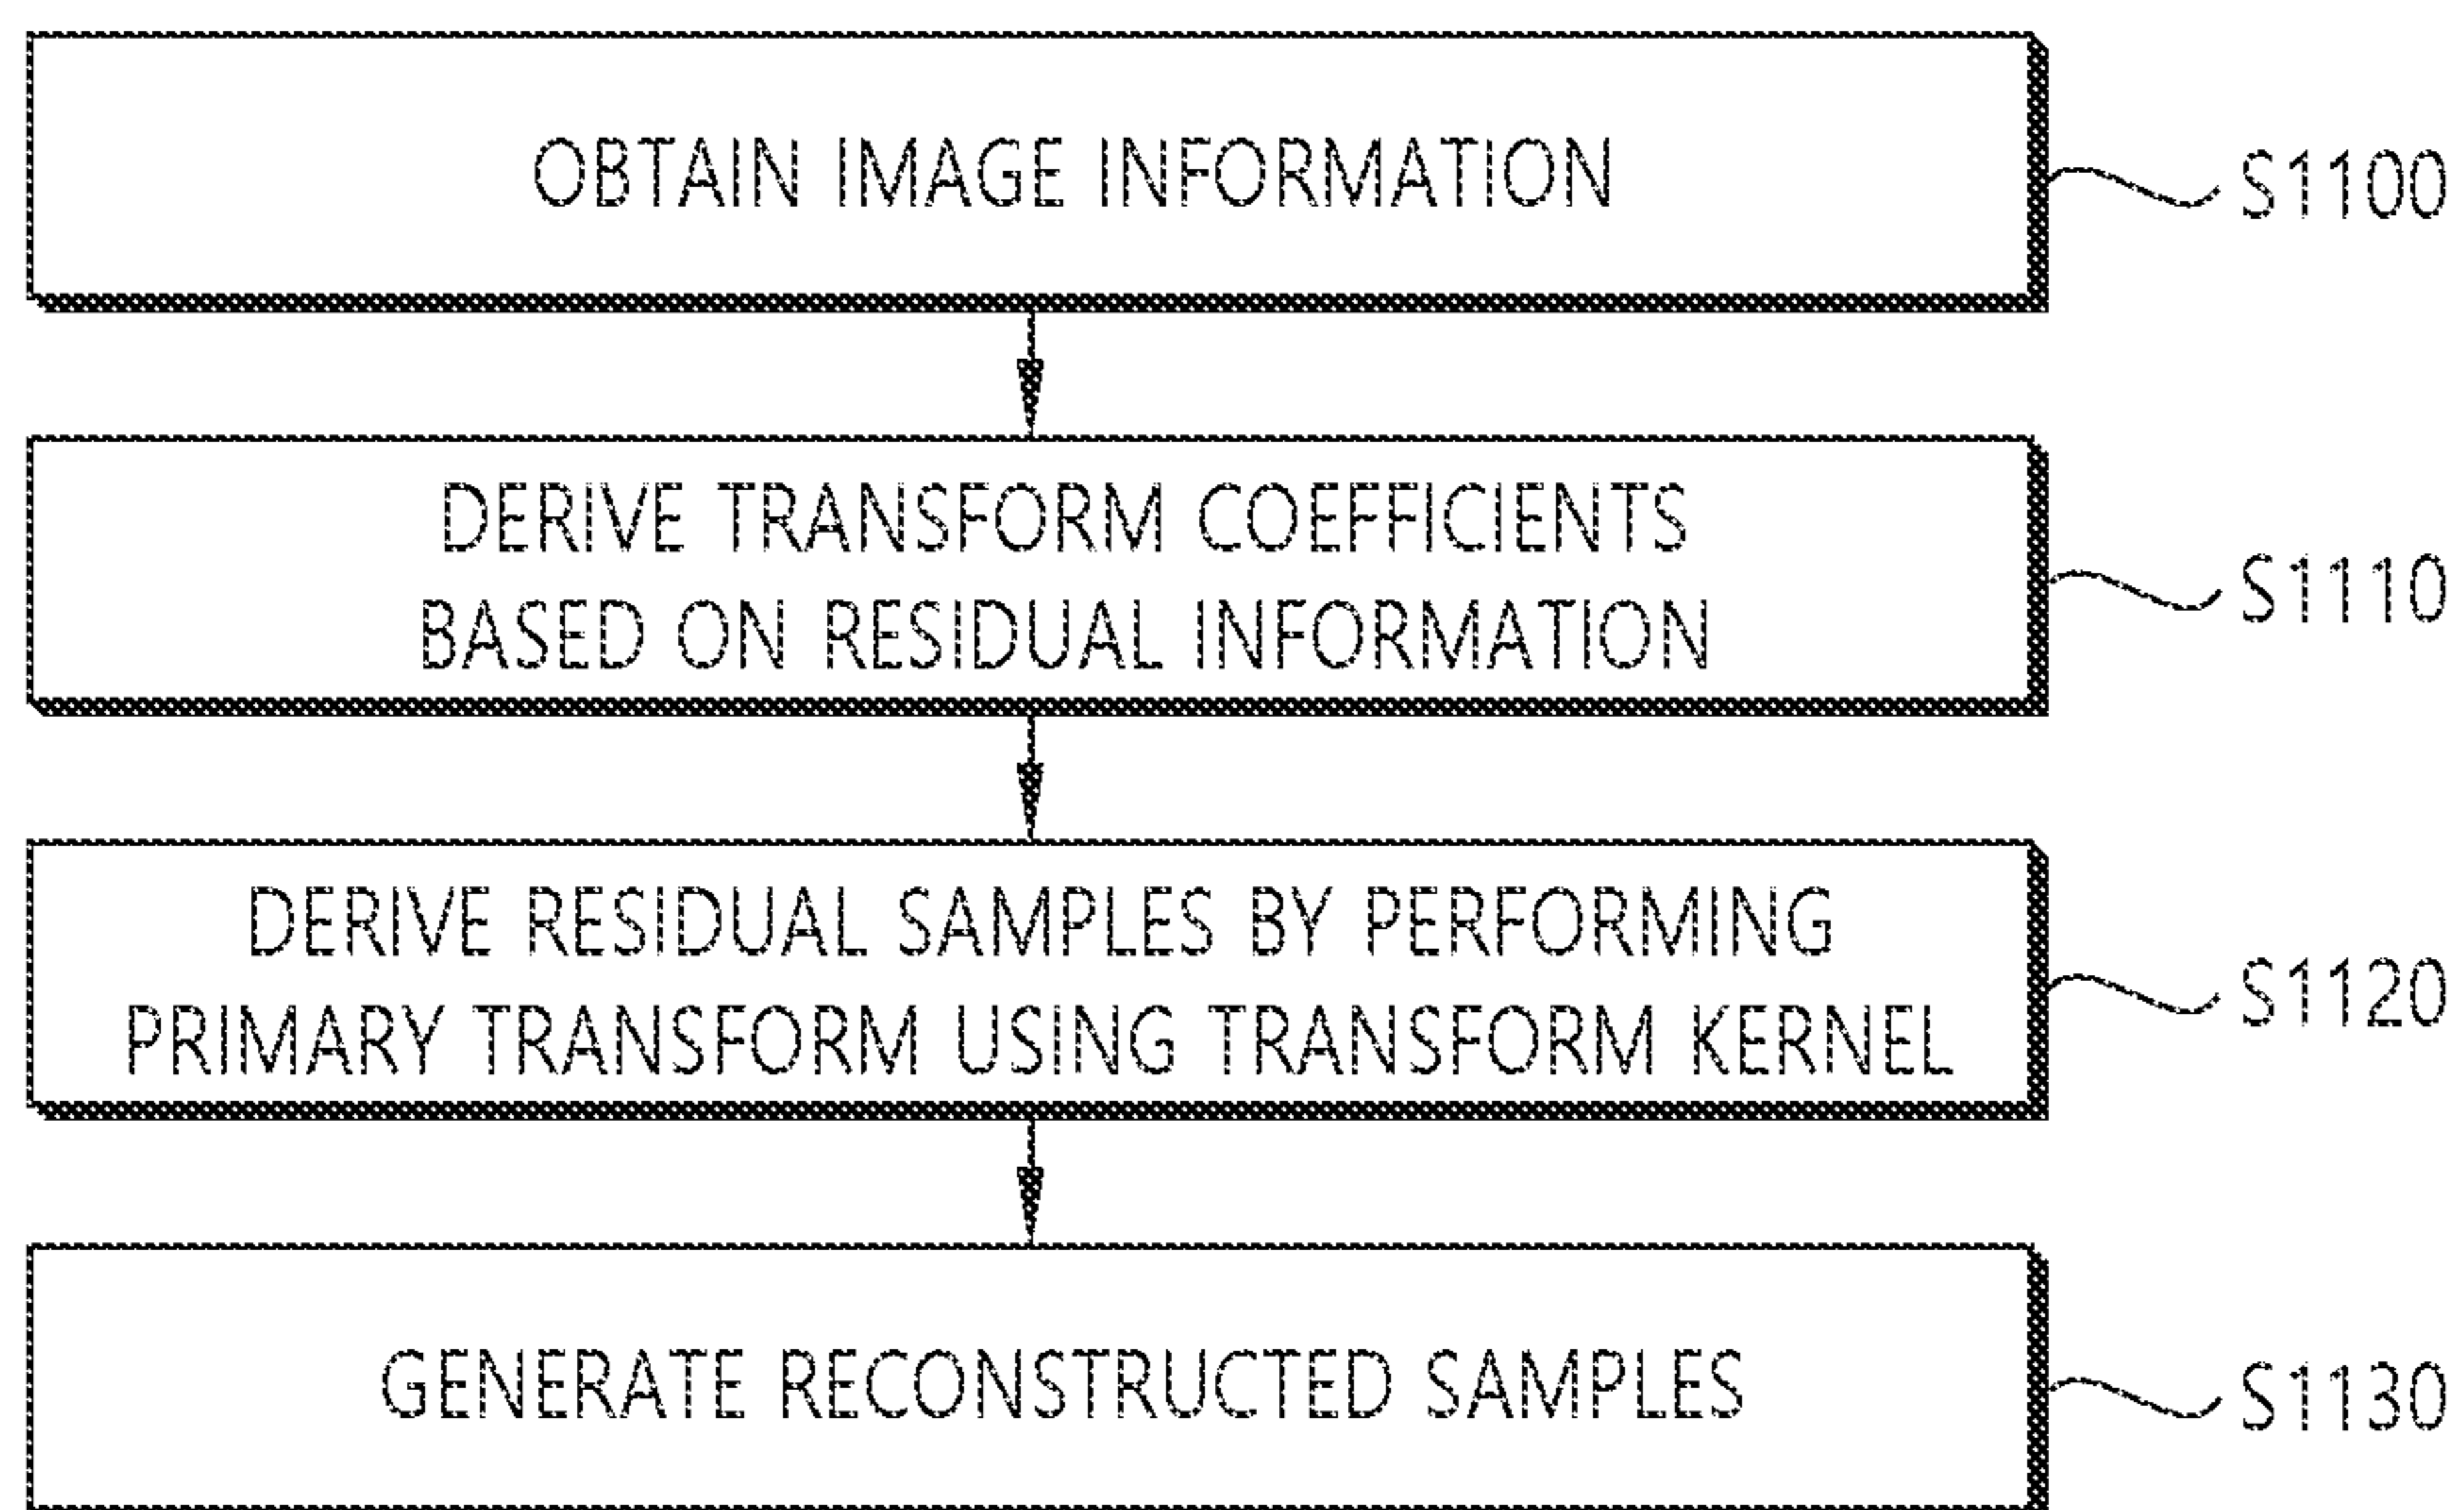 OBTAIN IMAGE INFORMATION
S1100
DERIVE TRANSFORM COEFFICIENTS
BASED ON RESIDUAL INFORMATION
S1110
DERIVE RESIDUAL SAMPLES BY PERFORMING
PRIMARY TRANSFORM USING TRANSFORM KERNEL
S1120
GENERATE RECONSTRUCTED SAMPLES
S1130